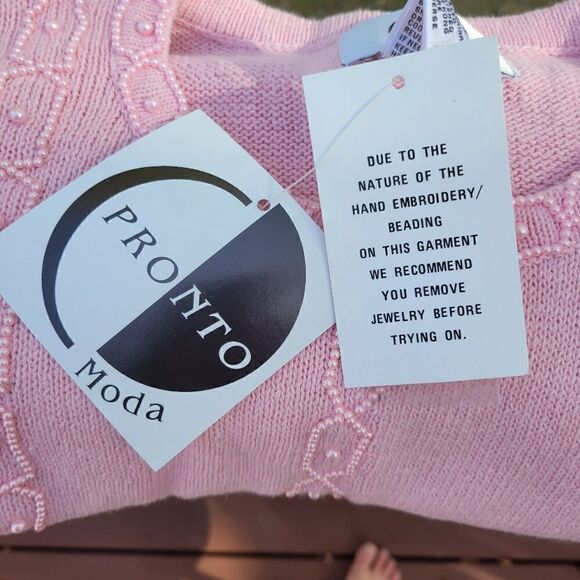 PRONTO
Moda
DUE TO THE
NATURE OF THE
HAND EMBROIDERY/
BEADING
ON THIS GARMENT
WE RECOMMEND
YOU REMOVE
JEWELRY BEFORE
TRYING ON.